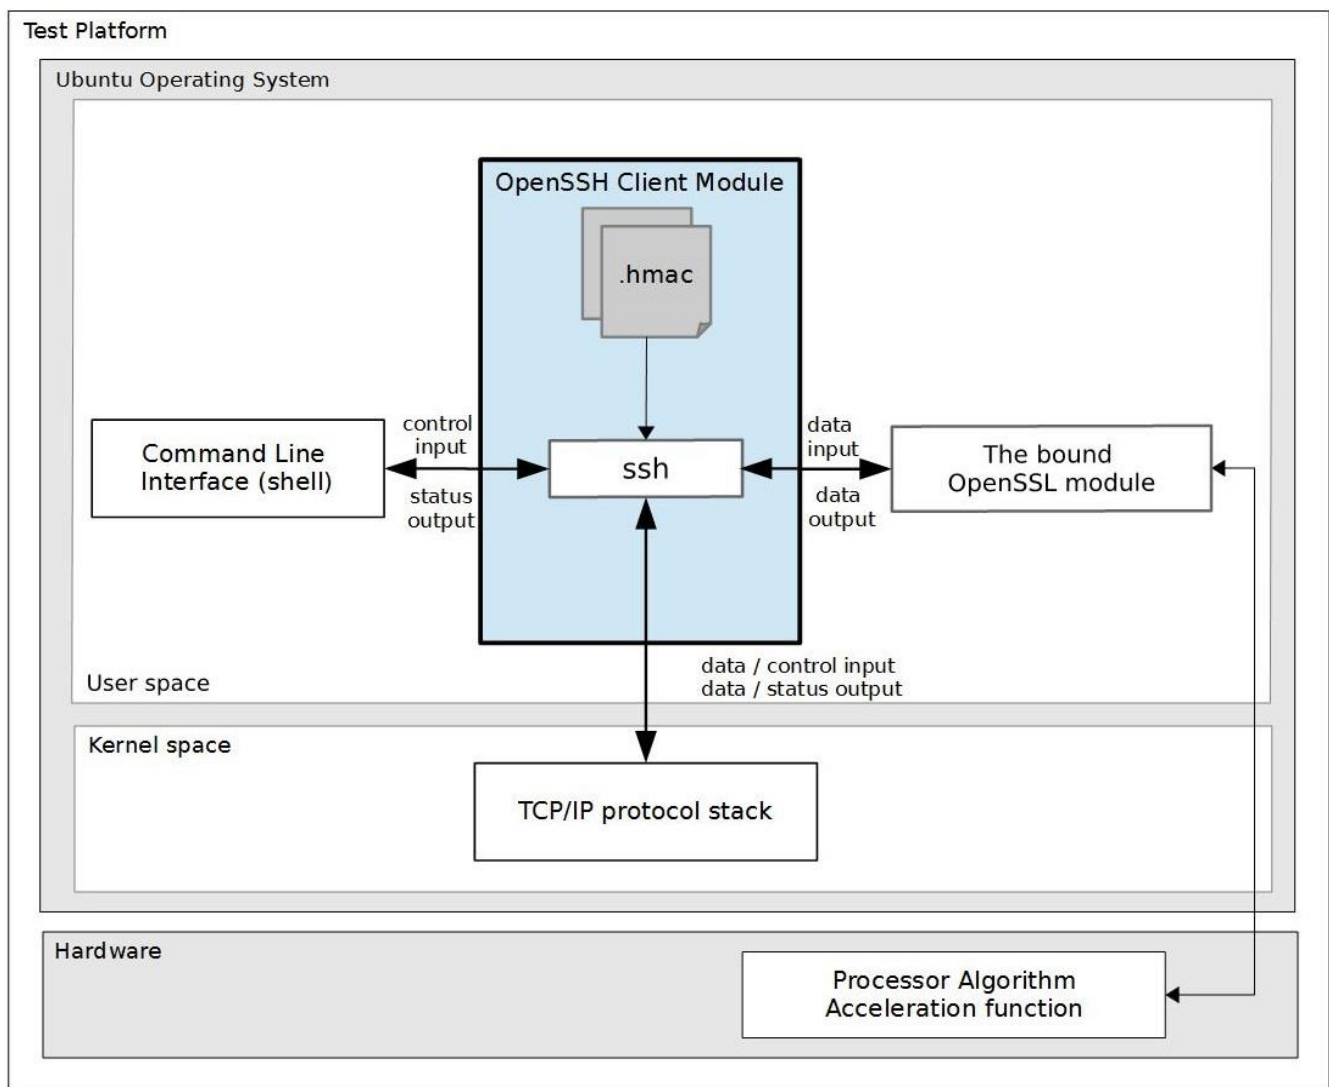 Test Platform
Ubuntu Operating System
OpenSSH Client Module
.hmac
Command Line
Interface (shell)
control
input
status
output
ssh
data
input
data
output
The bound
OpenSSL module
data / control input
data / status output
User space
Kernel space
TCP/IP protocol stack
Hardware
Processor Algorithm
Acceleration function